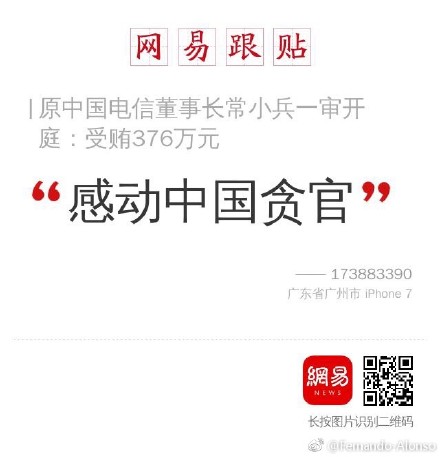 网易跟贴
原中国电信董事长常小兵一审开
庭：受贿376万元
“感动中国贪官”
—— 173883390
广东省广州市 iPhone 7
網易
NEWS
长按图片识别二维码
@Fernando-Alonso